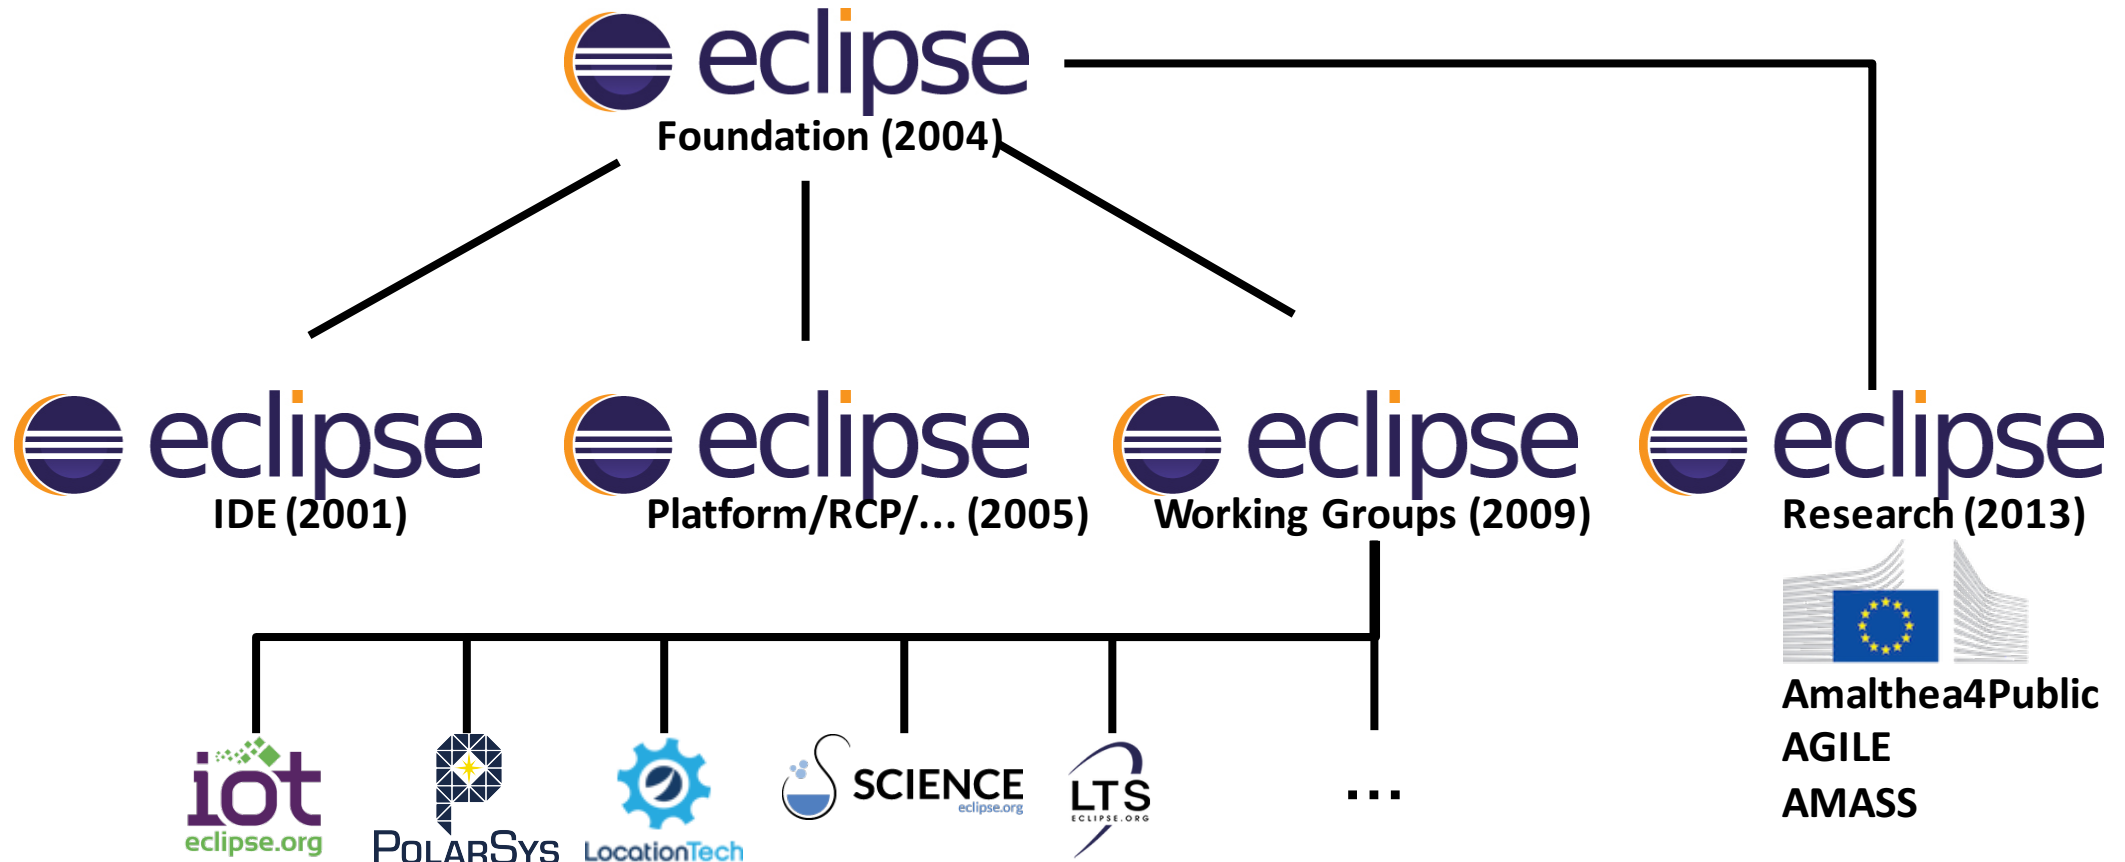 eclipse
Foundation (2004)
eclipse
IDE (2001)
eclipse
Platform/RCP/... (2005)
eclipse
Working Groups (2009)
eclipse
Research (2013)
Amalthea4Public
AGILE
AMASS
iot
eclipse.org
POLARSYS
LocationTech
SCIENCE
eclipse.org
LTS
ECLIPSE.ORG
...